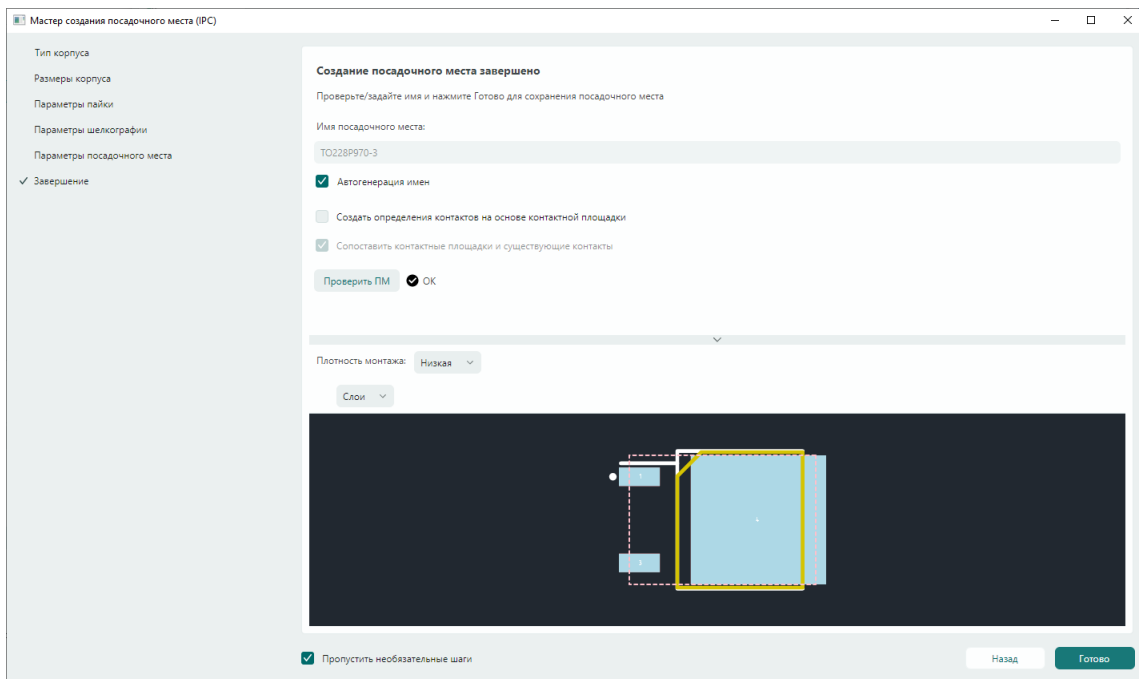 Мастер создания посадочного места (IPC)
Тип корпуса
Размеры корпуса
Параметры пайки
Параметры шелкографии
Параметры посадочного места
Завершение
Создание посадочного места завершено
Проверьте/задайте имя и нажмите Готово для сохранения посадочного места
Имя посадочного места:
TO228P970-3
Автогенерация имен
Создать определения контактов на основе контактной площадки
Сопоставить контактные площадки и существующие контакты
Проверить ПМ
ОК
Плотность монтажа:
Низкая
Слои
Пропустить необязательные шаги
Назад
Готово